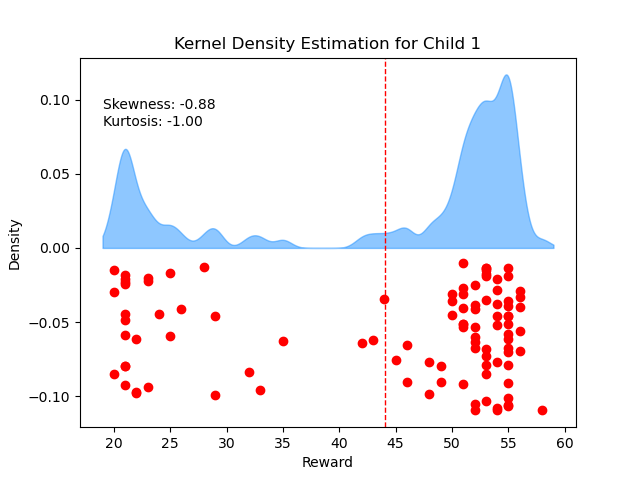 Kernel Density Estimation for Child 1
Skewness: -0.88
Kurtosis: -1.00
Density
0.10
0.05
0.00
−0.05
−0.10
20 25 30 35 40 45 50 55 60
Reward